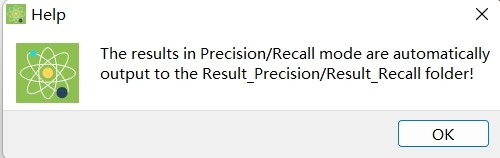 Help
The results in Precision/Recall mode are automatically
output to the Result_Precision/Result_Recall folder!
OK